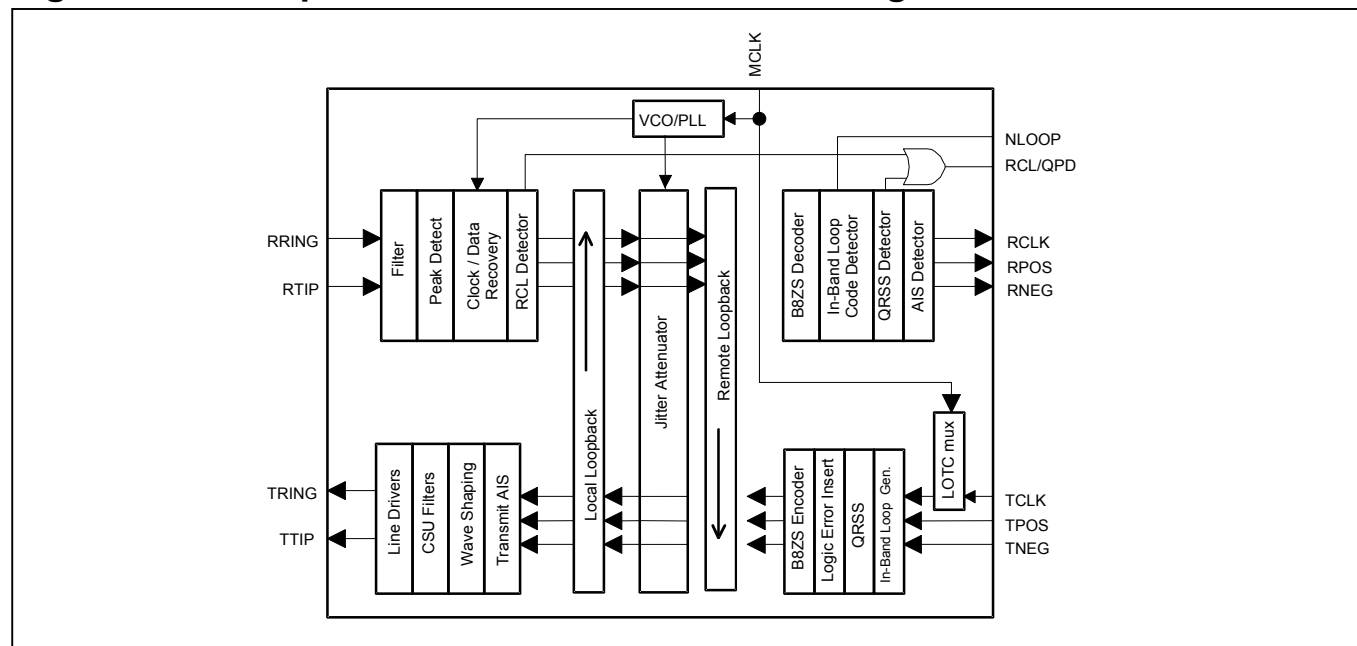 MCLK
VCO/PLL
NLOOP
RCL/QPD
RRING
RTIP
Filter
Peak Detect
Clock / Data
Recovery
RCL Detector
Local Loopback
Jitter Attenuator
Remote Loopback
B8ZS Decoder
In-Band Loop
Code Detector
QRSS Detector
AIS Detector
RCLK
RPOS
RNEG
TRING
TTIP
Line Drivers
CSU Filters
Wave Shaping
Transmit AIS
B8ZS Encoder
Logic Error Insert
QRSS
In-Band Loop Gen.
LOTC mux
TCLK
TPOS
TNEG